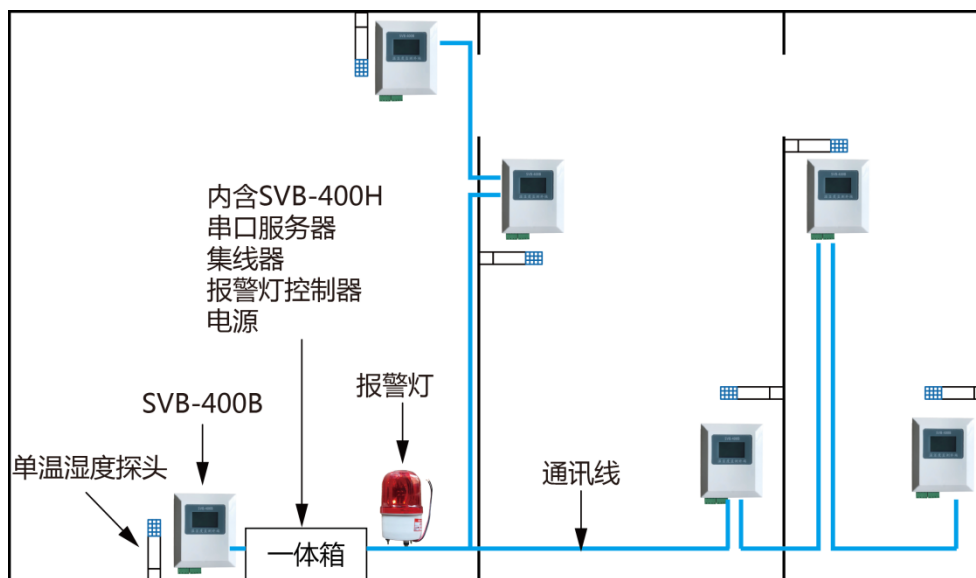 内含SVB-400H
串口服务器
集线器
报警灯控制器
电源
SVB-400B
报警灯
单温湿度探头
通讯线
一体箱